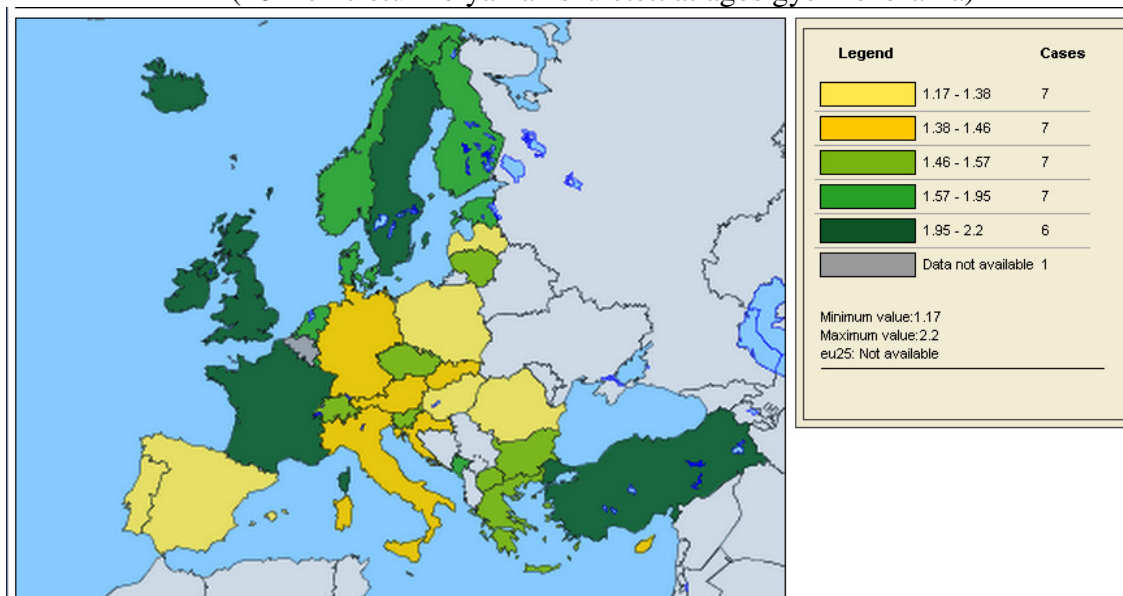 Legend Cases
1.17 - 1.38 7
1.38 - 1.46 7
1.46 - 1.57 7
1.57 - 1.95 7
1.95 - 2.2 6
Data not available 1
Minimum value:1.17
Maximum value:2.2
eu25: Not available